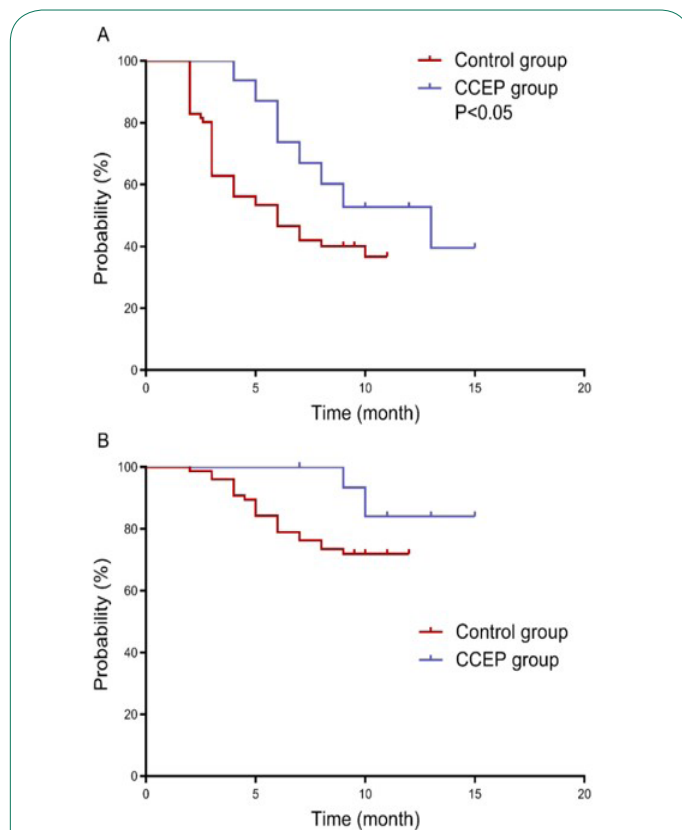 A
Control group
CCEP group
P<0.05
100
80
60
40
20
0
Probability (%)
0 5 10 15 20
Time (month)
B
100
80
60
40
20
0
Probability (%)
Control group
CCEP group
0 5 10 15 20
Time (month)